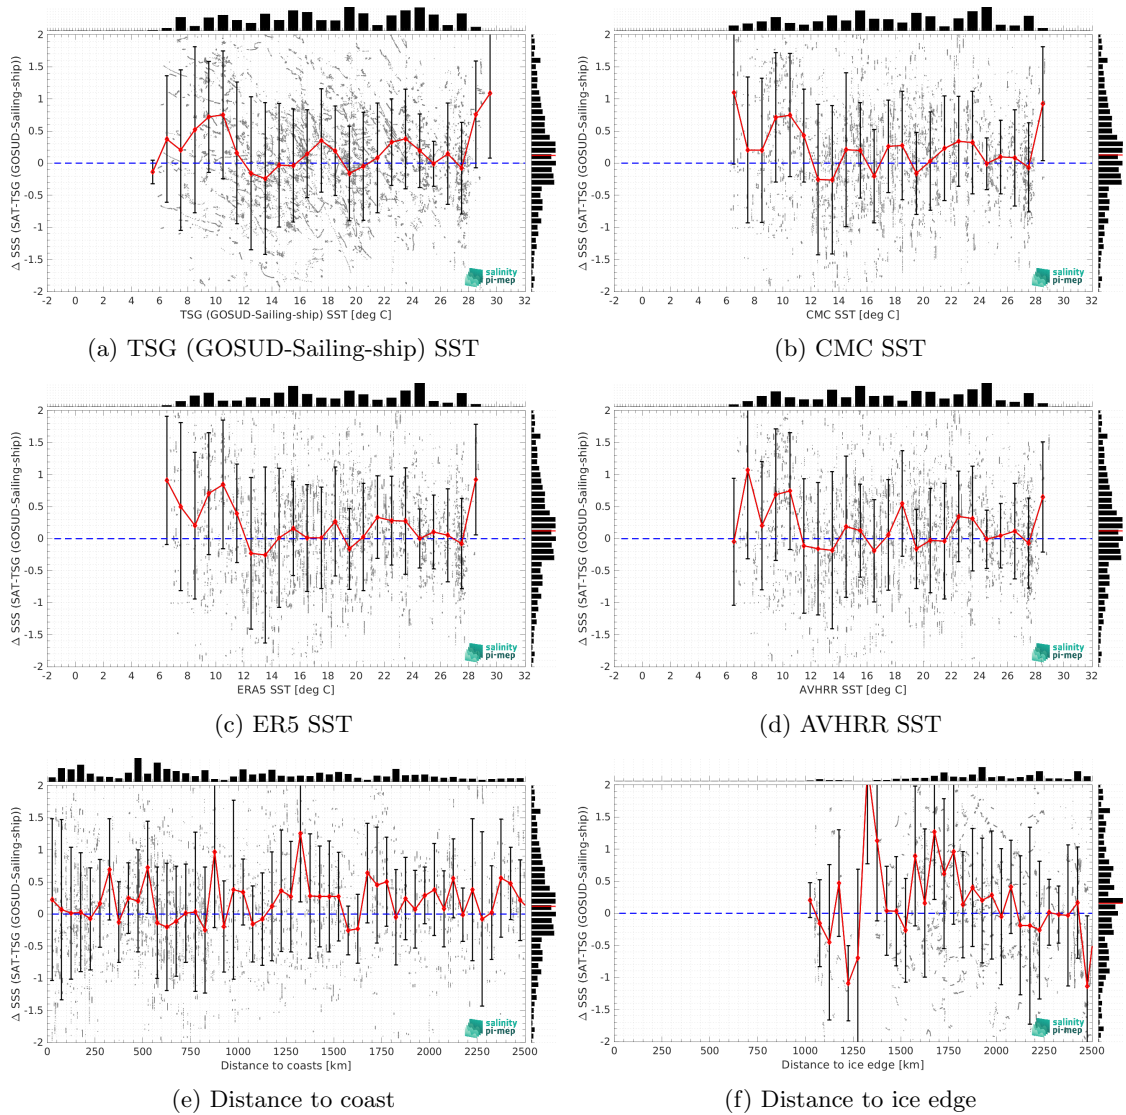 2
1.5
1
0.5
0
-0.5
-1
-1.5
-2
Δ SSS (SAT-TSG (GOSUD-Sailing-ship))
-2 0 2 4 6 8 10 12 14 16 18 20 22 24 26 28 30 32
TSG (GOSUD-Sailing-ship) SST [deg C]
salinity
pi-mep
(a) TSG (GOSUD-Sailing-ship) SST
2
1.5
1
0.5
0
-0.5
-1
-1.5
-2
Δ SSS (SAT-TSG (GOSUD-Sailing-ship))
-2 0 2 4 6 8 10 12 14 16 18 20 22 24 26 28 30 32
CMC SST [deg C]
salinity
pi-mep
(b) CMC SST
2
1.5
1
0.5
0
-0.5
-1
-1.5
-2
Δ SSS (SAT-TSG (GOSUD-Sailing-ship))
-2 0 2 4 6 8 10 12 14 16 18 20 22 24 26 28 30 32
ERA5 SST [deg C]
salinity
pi-mep
(c) ER5 SST
2
1.5
1
0.5
0
-0.5
-1
-1.5
-2
Δ SSS (SAT-TSG (GOSUD-Sailing-ship))
-2 0 2 4 6 8 10 12 14 16 18 20 22 24 26 28 30 32
AVHRR SST [deg C]
salinity
pi-mep
(d) AVHRR SST
2
1.5
1
0.5
0
-0.5
-1
-1.5
-2
Δ SSS (SAT-TSG (GOSUD-Sailing-ship))
0 250 500 750 1000 1250 1500 1750 2000 2250 2500
Distance to coasts [km]
salinity
pi-mep
(e) Distance to coast
2
1.5
1
0.5
0
-0.5
-1
-1.5
-2
Δ SSS (SAT-TSG (GOSUD-Sailing-ship))
0 250 500 750 1000 1250 1500 1750 2000 2250 2500
Distance to ice edge [km]
salinity
pi-mep
(f) Distance to ice edge